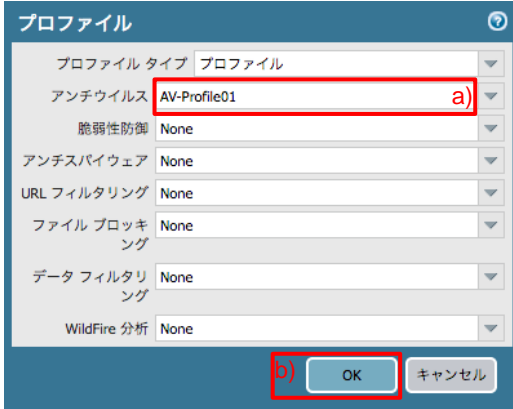 プロファイル
プロファイル タイプ プロファイル
アンチウイルス AV-Profile01 a)
脆弱性防御 None
アンチスパイウェア None
URL フィルタリング None
ファイル ブロッキ None
ング
データ フィルタリ None
ング
WildFire 分析 None
b) OK キャンセル